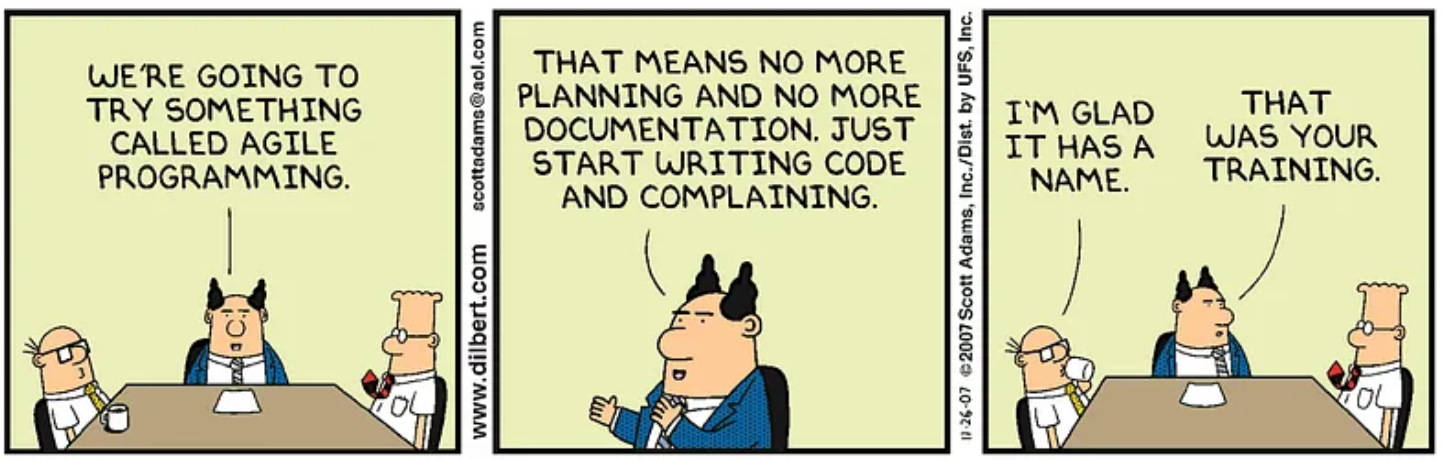 WE'RE GOING TO
TRY SOMETHING
CALLED AGILE
PROGRAMMING.
www.dilbert.com scottadams@aol.com
THAT MEANS NO MORE
PLANNING AND NO MORE
DOCUMENTATION. JUST
START WRITING CODE
AND COMPLAINING.
11-26-07 ©2007 Scott Adams, Inc./Dist. by UFS, Inc.
I'M GLAD
IT HAS A
NAME.
THAT
WAS YOUR
TRAINING.